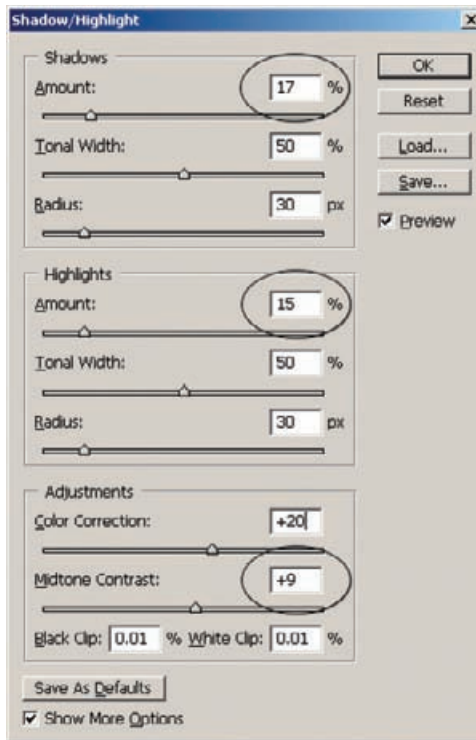 Shadow/Highlight
Shadows
Amount: 17 %
Tonal Width: 50 %
Radius: 30 px
OK
Reset
Load...
Save...
Preview
Highlights
Amount: 15 %
Tonal Width: 50 %
Radius: 30 px
Adjustments
Color Correction: +20
Midtone Contrast: +9
Black Clip: 0.01 % White Clip: 0.01 %
Save As Defaults
Show More Options